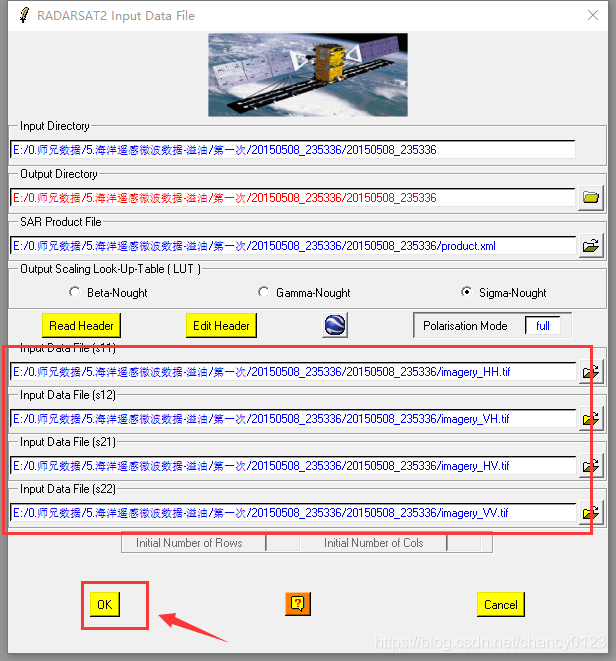 RADARSAT2 Input Data File
Input Directory
E:/0.师兄数据/5.海洋遥感微波数据-溢油/第一次/20150508_235336/20150508_235336
Output Directory
E:/0.师兄数据/5.海洋遥感微波数据-溢油/第一次/20150508_235336/20150508_235336
SAR Product File
E:/0.师兄数据/5.海洋遥感微波数据-溢油/第一次/20150508_235336/20150508_235336/product.xml
Output Scaling Look-Up-Table ( LUT )
Beta-Nought Gamma-Nought Sigma-Nought
Read Header Edit Header Polarisation Mode full
Input Data File (s11)
E:/0.师兄数据/5.海洋遥感微波数据-溢油/第一次/20150508_235336/20150508_235336/imagery_HH.tif
Input Data File (s12)
E:/0.师兄数据/5.海洋遥感微波数据-溢油/第一次/20150508_235336/20150508_235336/imagery_VH.tif
Input Data File (s21)
E:/0.师兄数据/5.海洋遥感微波数据-溢油/第一次/20150508_235336/20150508_235336/imagery_HV.tif
Input Data File (s22)
E:/0.师兄数据/5.海洋遥感微波数据-溢油/第一次/20150508_235336/20150508_235336/imagery_VV.tif
Initial Number of Rows Initial Number of Cols
OK ? Cancel
https://blog.csdn.net/chancy0123